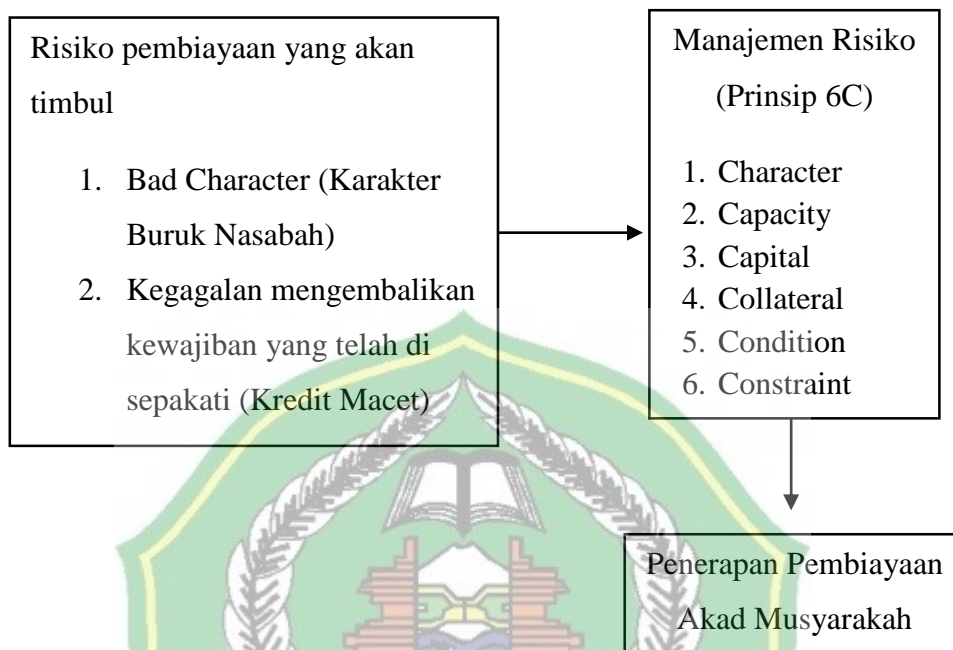 Risiko pembiayaan yang akan
timbul
1. Bad Character (Karakter
Buruk Nasabah)
2. Kegagalan mengembalikan
kewajiban yang telah di
sepakati (Kredit Macet)
Manajemen Risiko
(Prinsip 6C)
1. Character
2. Capacity
3. Capital
4. Collateral
5. Condition
6. Constraint
Penerapan Pembiayaan
Akad Musyarakah